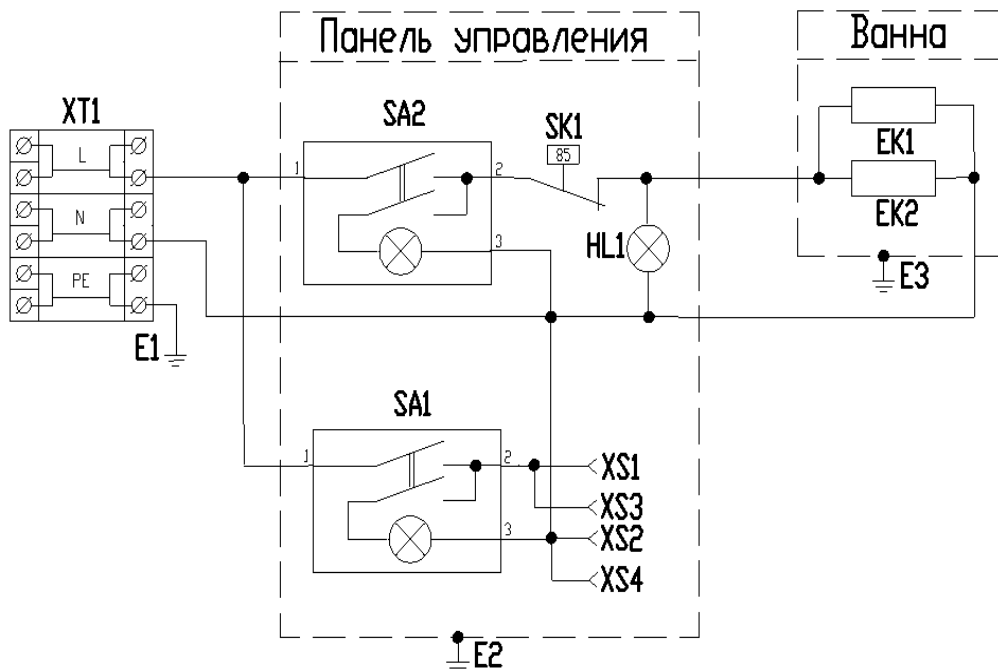 Панель управления
Ванна
XT1
SA2
SK1
85
EK1
EK2
L
1
2
N
3
HL1
E3
PE
E1
SA1
1
2
XS1
XS3
3
XS2
XS4
E2